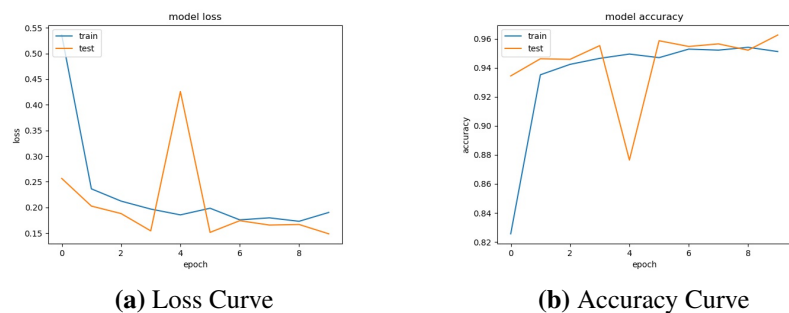 model loss
0.55
0.50
0.45
0.40
0.35
0.30
0.25
0.20
0.15
loss
train
test
0 2 4 6 8
epoch
(a) Loss Curve
model accuracy
0.96
0.94
0.92
0.90
0.88
0.86
0.84
0.82
accuracy
train
test
0 2 4 6 8
epoch
(b) Accuracy Curve